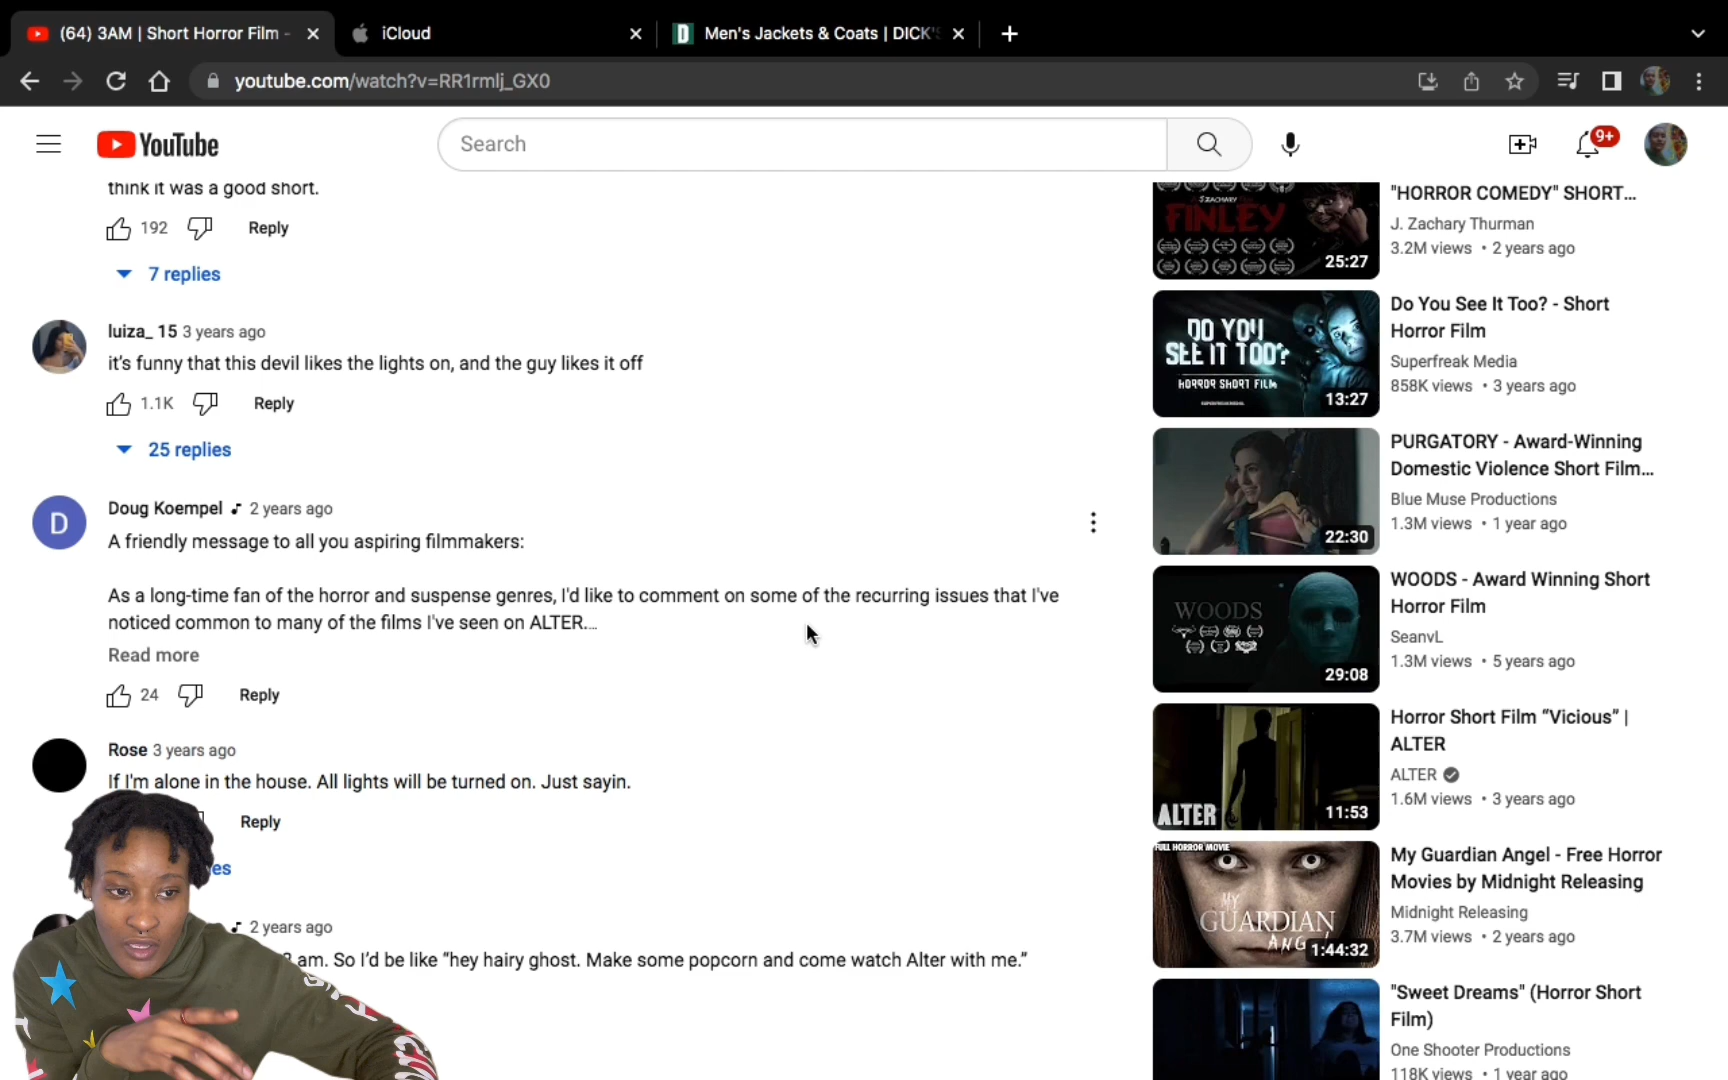 (64) 3AM | Short Horror Film -
iCloud
Men's Jackets & Coats | DICK'S
youtube.com/watch?v=RR1rmlj_GX0
YouTube
Search
9+
think it was a good short.
192
Reply
7 replies
luiza_ 15 3 years ago
it's funny that this devil likes the lights on, and the guy likes it off
1.1K
Reply
25 replies
D
Doug Koempel 2 years ago
A friendly message to all you aspiring filmmakers:
As a long-time fan of the horror and suspense genres, I'd like to comment on some of the recurring issues that I've
noticed common to many of the films I've seen on ALTER....
Read more
24
Reply
Rose 3 years ago
If I'm alone in the house. All lights will be turned on. Just sayin.
Reply
es
2 years ago
am. So I'd be like “hey hairy ghost. Make some popcorn and come watch Alter with me.”
J ZACHARY
FINLEY
25:27
"HORROR COMEDY" SHORT...
J. Zachary Thurman
3.2M views • 2 years ago
DO YOU
SEE IT TOO?
HORROR SHORT FILM
13:27
Do You See It Too? - Short
Horror Film
Superfreak Media
858K views • 3 years ago
22:30
PURGATORY - Award-Winning
Domestic Violence Short Film...
Blue Muse Productions
1.3M views • 1 year ago
WOODS
29:08
WOODS - Award Winning Short
Horror Film
SeanvL
1.3M views • 5 years ago
ALTER
11:53
Horror Short Film “Vicious” |
ALTER
ALTER
1.6M views • 3 years ago
FULL HORROR MOVIE
MY
GUARDIAN
ANGEL
1:44:32
My Guardian Angel - Free Horror
Movies by Midnight Releasing
Midnight Releasing
3.7M views • 2 years ago
"Sweet Dreams" (Horror Short
Film)
One Shooter Productions
118K views • 1 year ago